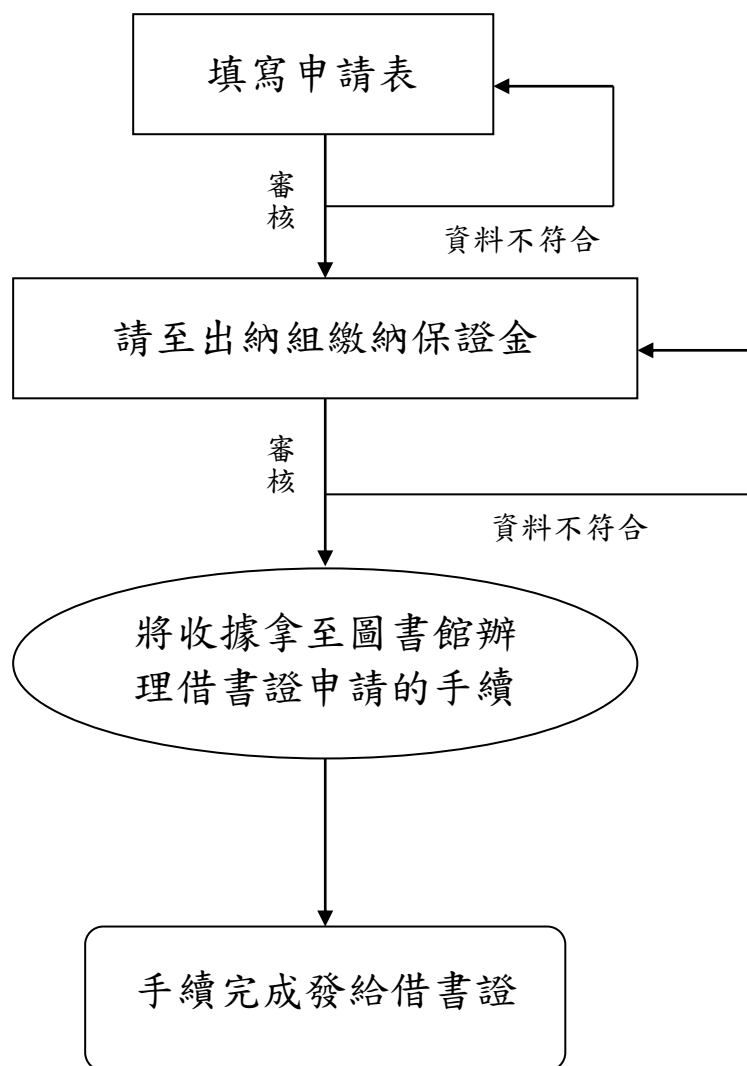 填寫申請表
審
核
資料不符合
請至出納組繳納保證金
審
核
資料不符合
將收據拿至圖書館辦
理借書證申請的手續
手續完成發給借書證